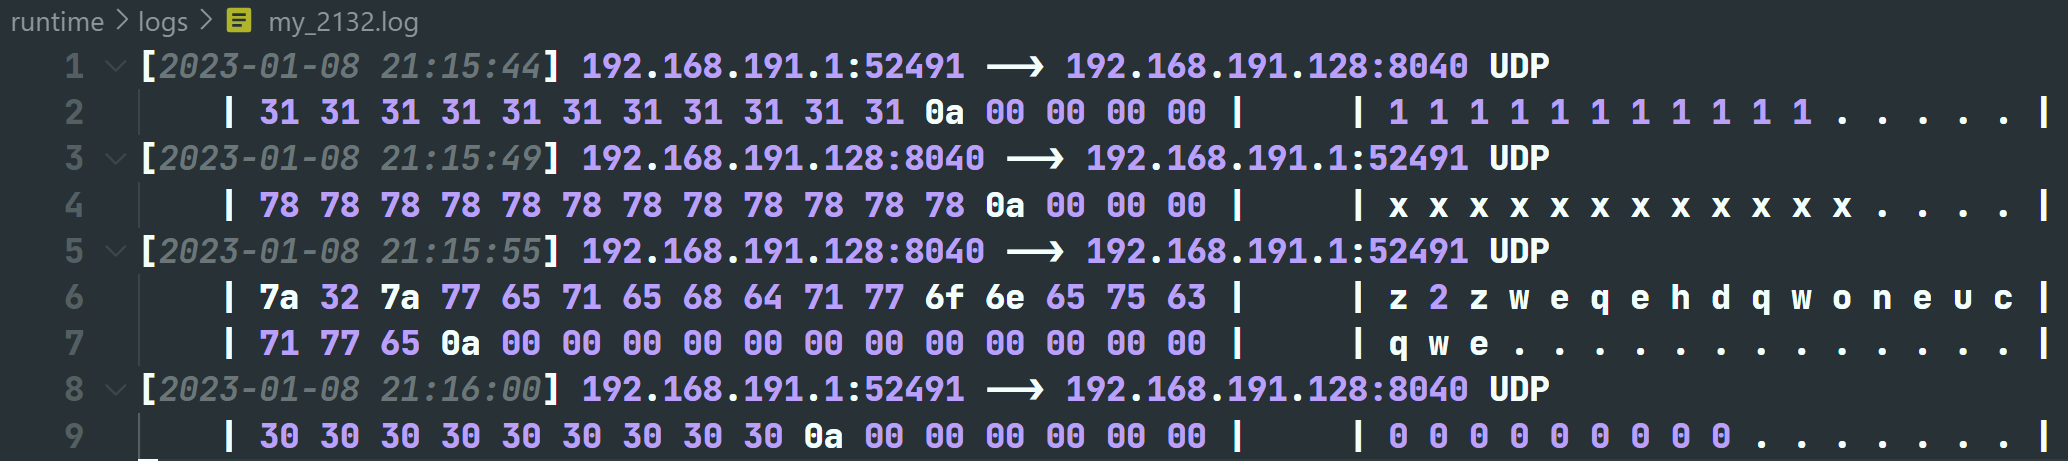 runtime > logs > my_2132.log
1 [2023-01-08 21:15:44] 192.168.191.1:52491 ⟶ 192.168.191.128:8040 UDP
2 | 31 31 31 31 31 31 31 31 31 31 31 0a 00 00 00 00 | | 1 1 1 1 1 1 1 1 1 1 1 . . . . . |
3 [2023-01-08 21:15:49] 192.168.191.128:8040 ⟶ 192.168.191.1:52491 UDP
4 | 78 78 78 78 78 78 78 78 78 78 78 78 0a 00 00 00 | | x x x x x x x x x x x x . . . . |
5 [2023-01-08 21:15:55] 192.168.191.128:8040 ⟶ 192.168.191.1:52491 UDP
6 | 7a 32 7a 77 65 71 65 68 64 71 77 6f 6e 65 75 63 | | z 2 z w e q e h d q w o n e u c |
7 | 71 77 65 0a 00 00 00 00 00 00 00 00 00 00 00 00 | | q w e . . . . . . . . . . . . . |
8 [2023-01-08 21:16:00] 192.168.191.1:52491 ⟶ 192.168.191.128:8040 UDP
9 | 30 30 30 30 30 30 30 30 30 0a 00 00 00 00 00 00 | | 0 0 0 0 0 0 0 0 0 . . . . . . . |